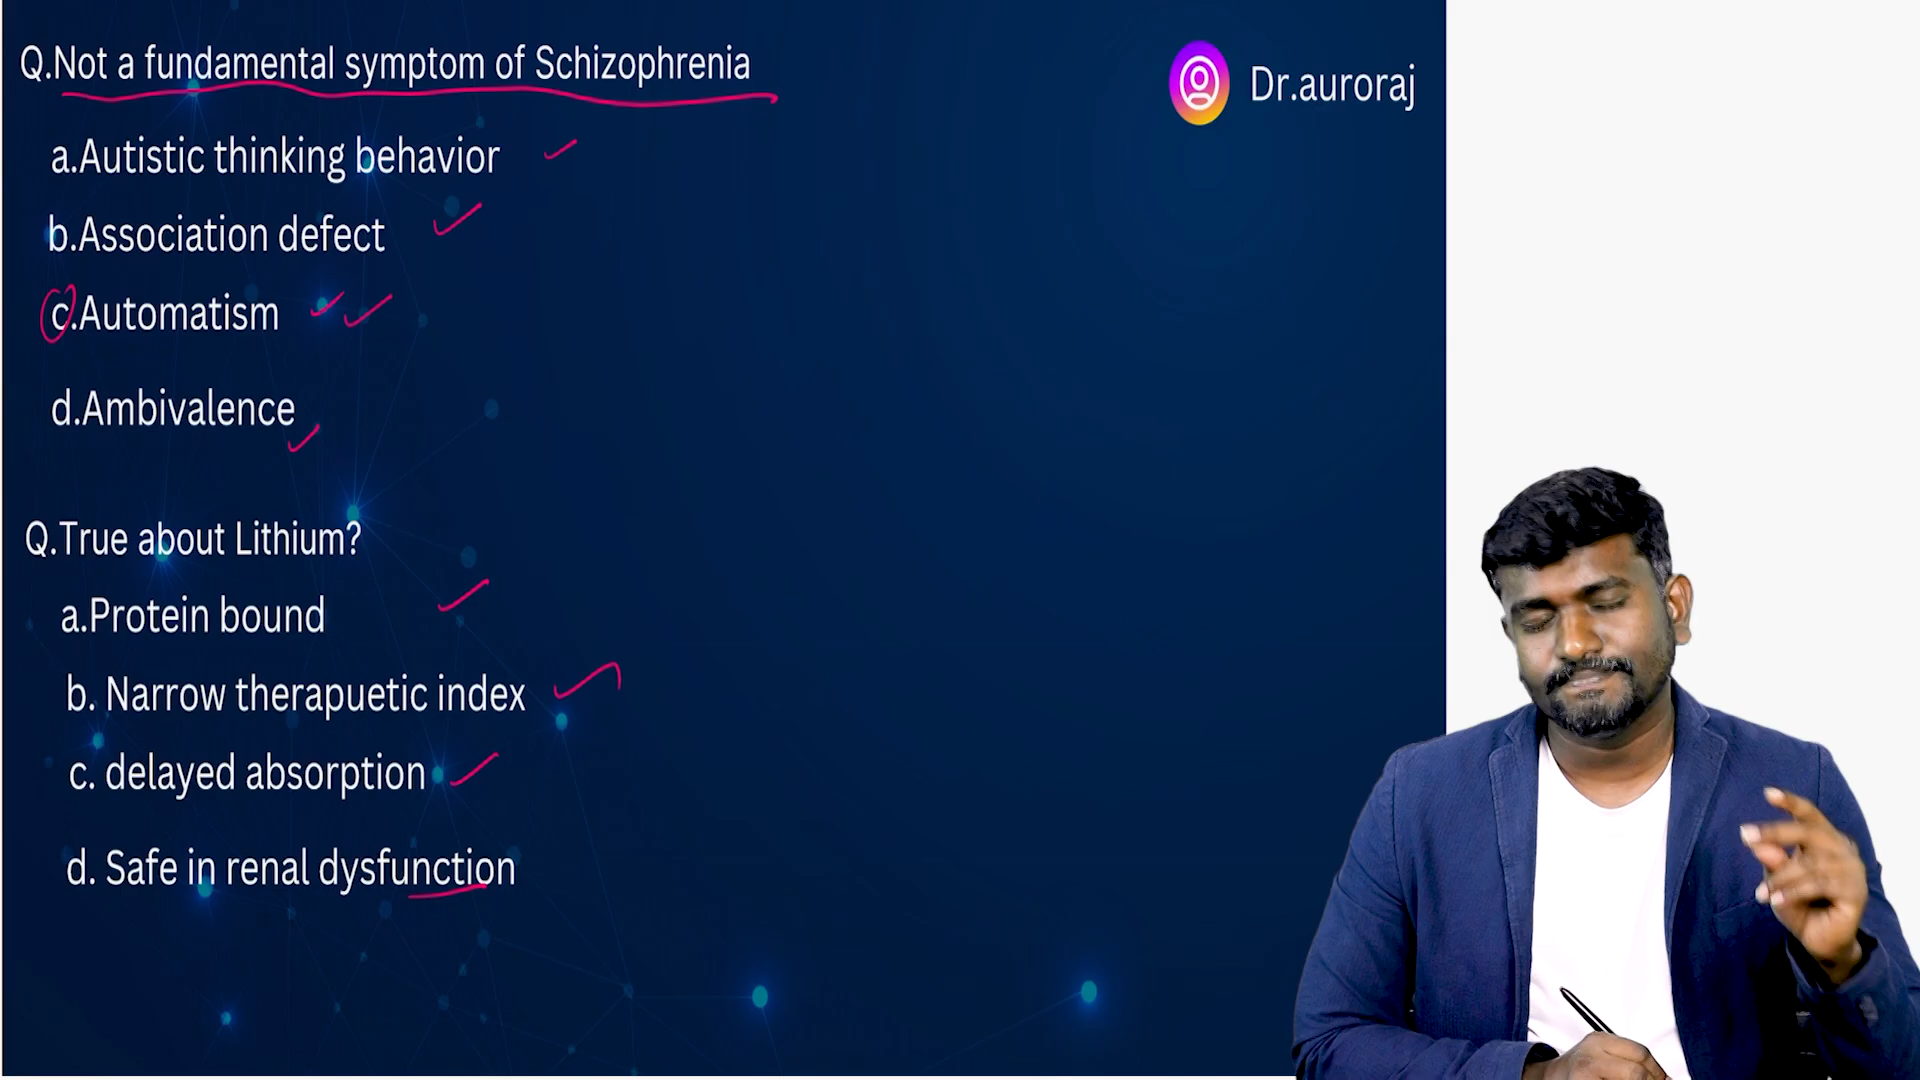 Q.Not a fundamental symptom of Schizophrenia
a.Autistic thinking behavior
b.Association defect
c.Automatism
d.Ambivalence
Q.True about Lithium?
a.Protein bound
b. Narrow therapuetic index
c. delayed absorption
d. Safe in renal dysfunction
Dr.auroraj